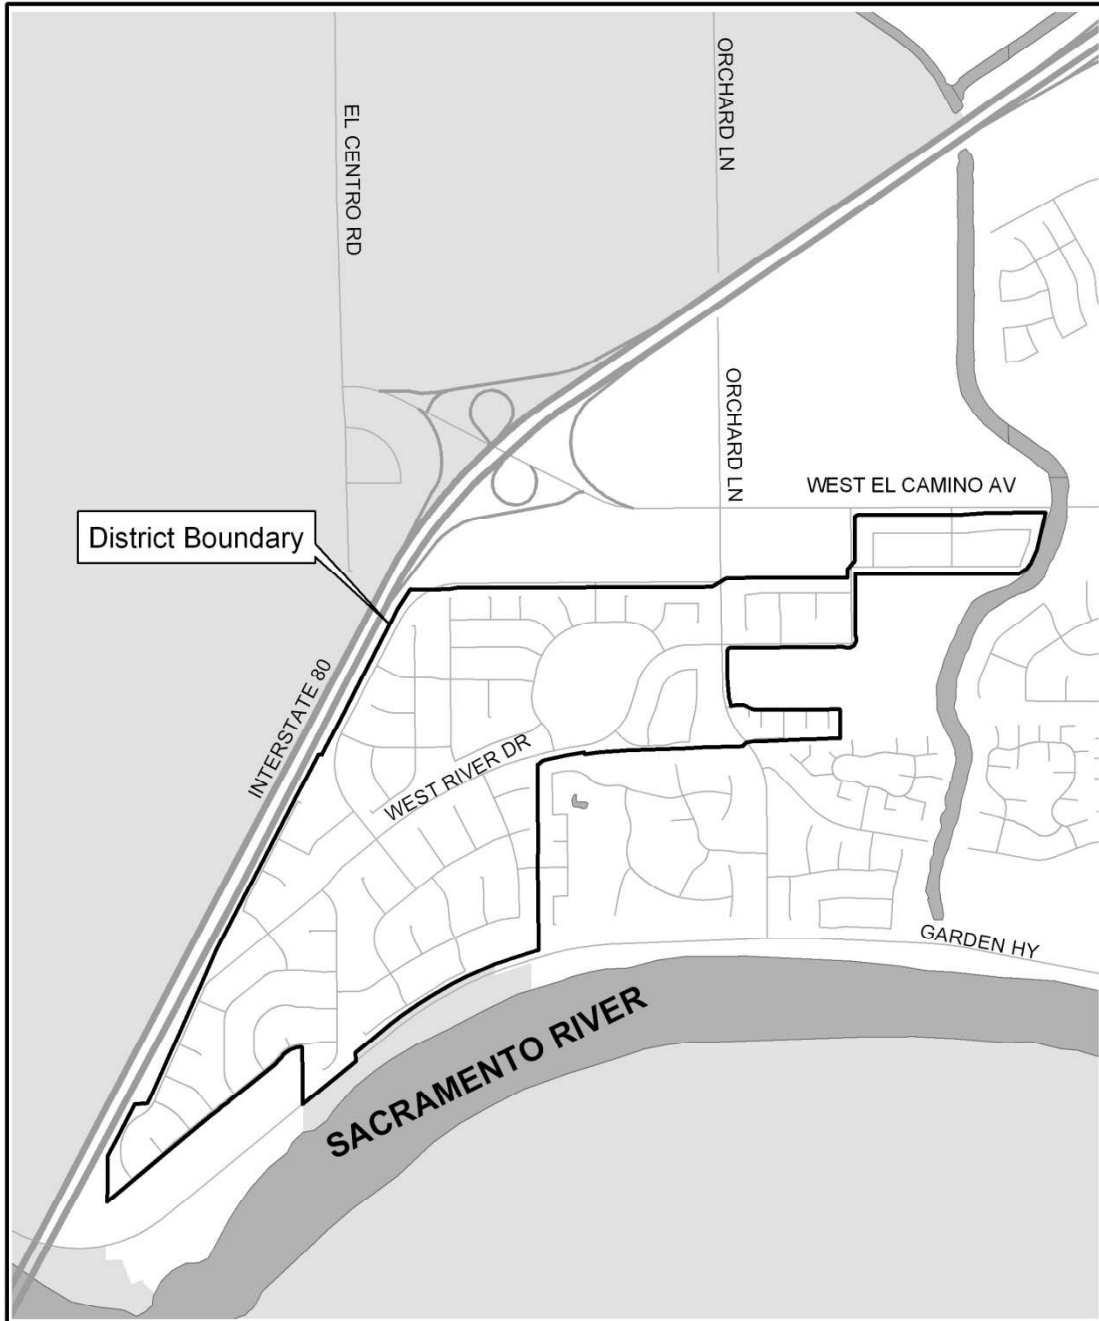 ORCHARD LN
EL CENTRO RD
ORCHARD LN
WEST EL CAMINO AV
District Boundary
INTERSTATE 80
WEST RIVER DR
GARDEN HY
SACRAMENTO RIVER